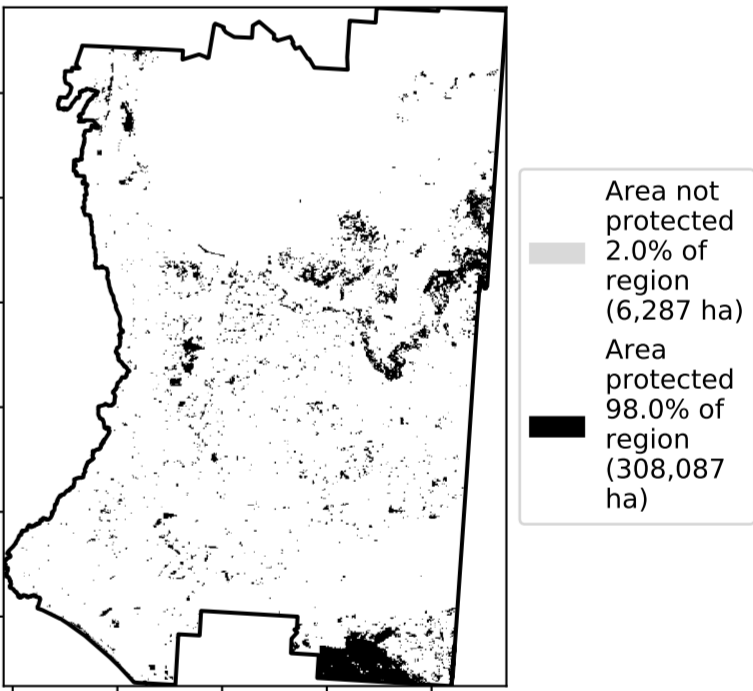 Area not
protected
2.0% of
region
(6,287 ha)
Area
protected
98.0% of
region
(308,087
ha)